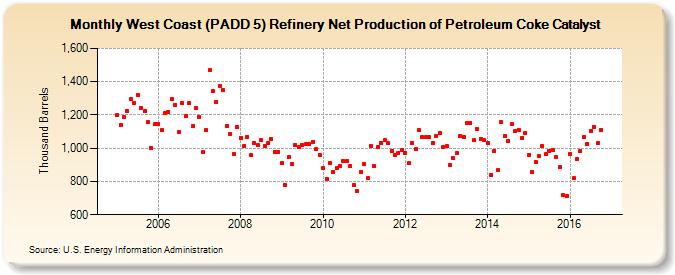 Monthly West Coast (PADD 5) Refinery Net Production of Petroleum Coke Catalyst
Thousand Barrels
1,600
1,400
1,200
1,000
800
600
2006 2008 2010 2012 2014 2016
Source: U.S. Energy Information Administration